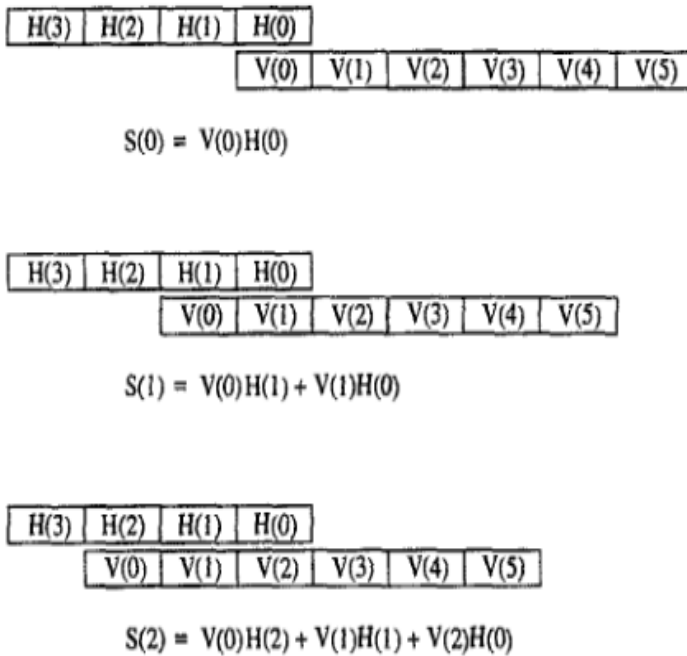 H(3) H(2) H(1) H(0)
V(0) V(1) V(2) V(3) V(4) V(5)
S(0) = V(0)H(0)
H(3) H(2) H(1) H(0)
V(0) V(1) V(2) V(3) V(4) V(5)
S(1) = V(0)H(1) + V(1)H(0)
H(3) H(2) H(1) H(0)
V(0) V(1) V(2) V(3) V(4) V(5)
S(2) = V(0)H(2) + V(1)H(1) + V(2)H(0)